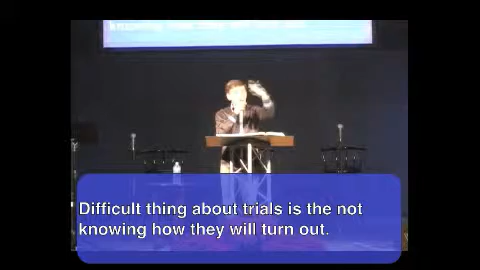 Difficult thing about trials is the not
knowing how they will turn out.